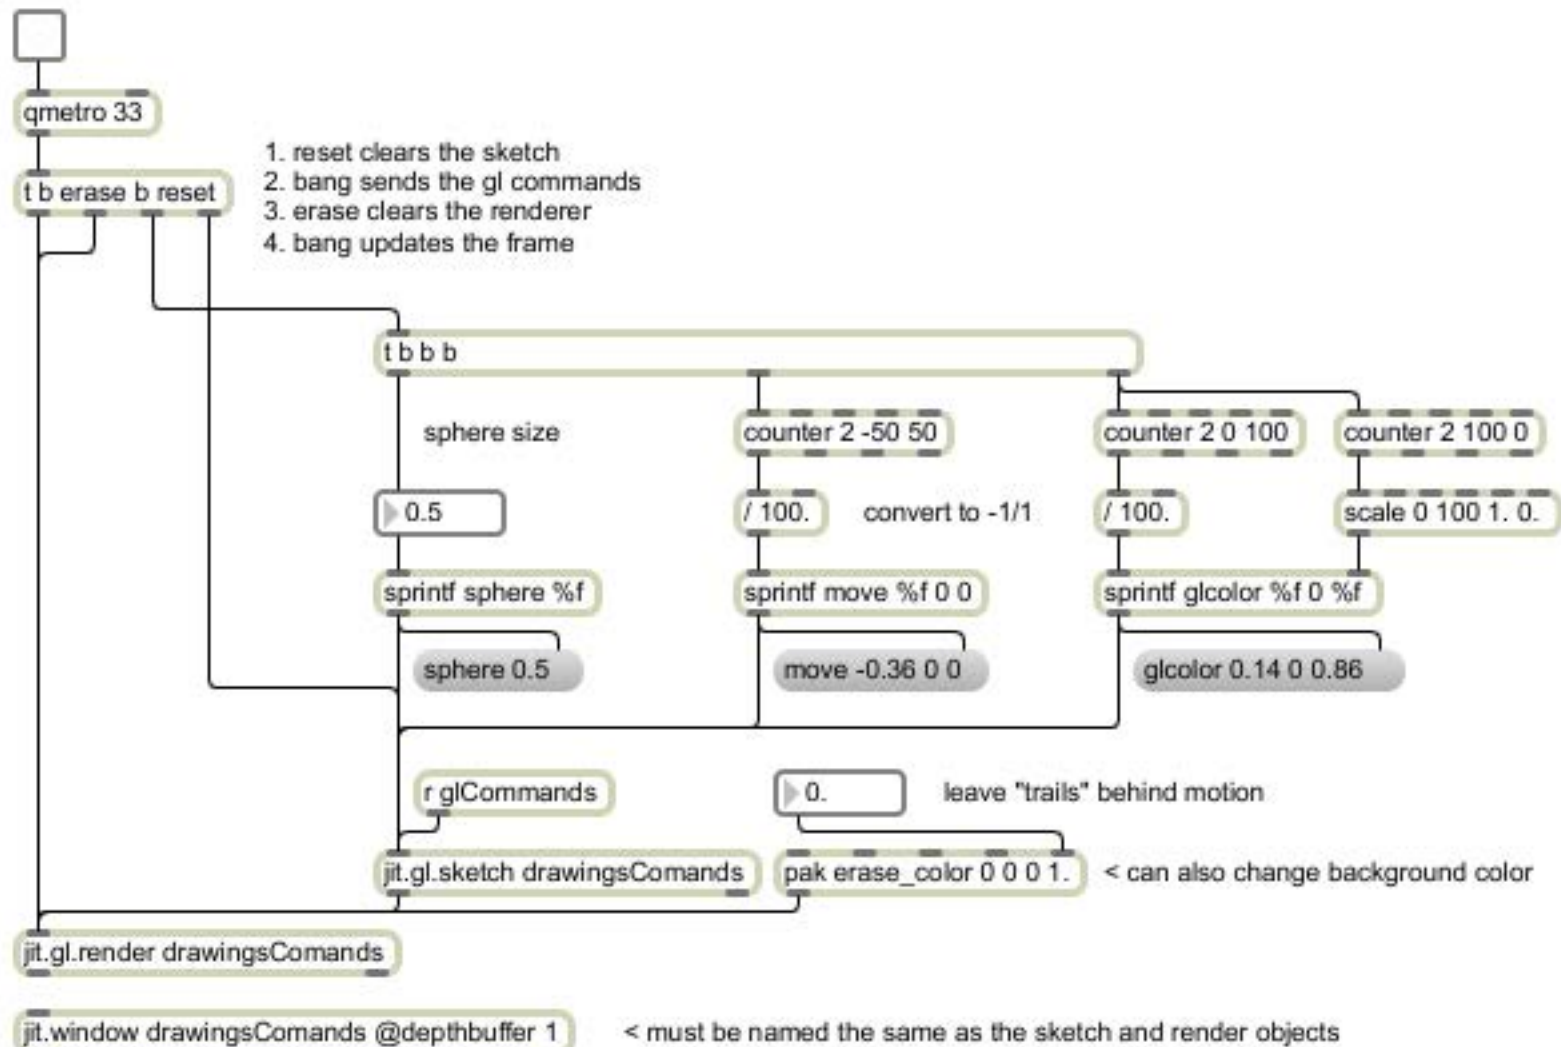 qmetro 33
t b erase b reset
1. reset clears the sketch
2. bang sends the gl commands
3. erase clears the renderer
4. bang updates the frame
t b b b
sphere size
counter 2 -50 50
counter 2 0 100
counter 2 100 0
0.5
/ 100.
convert to -1/1
/ 100.
scale 0 100 1. 0.
sprintf sphere %f
sprintf move %f 0 0
sprintf glcolor %f 0 %f
sphere 0.5
move -0.36 0 0
glcolor 0.14 0 0.86
r glCommands
0.
leave "trails" behind motion
jit.gl.sketch drawingsComands
pak erase_color 0 0 0 1.
< can also change background color
jit.gl.render drawingsComands
jit.window drawingsComands @depthbuffer 1
< must be named the same as the sketch and render objects